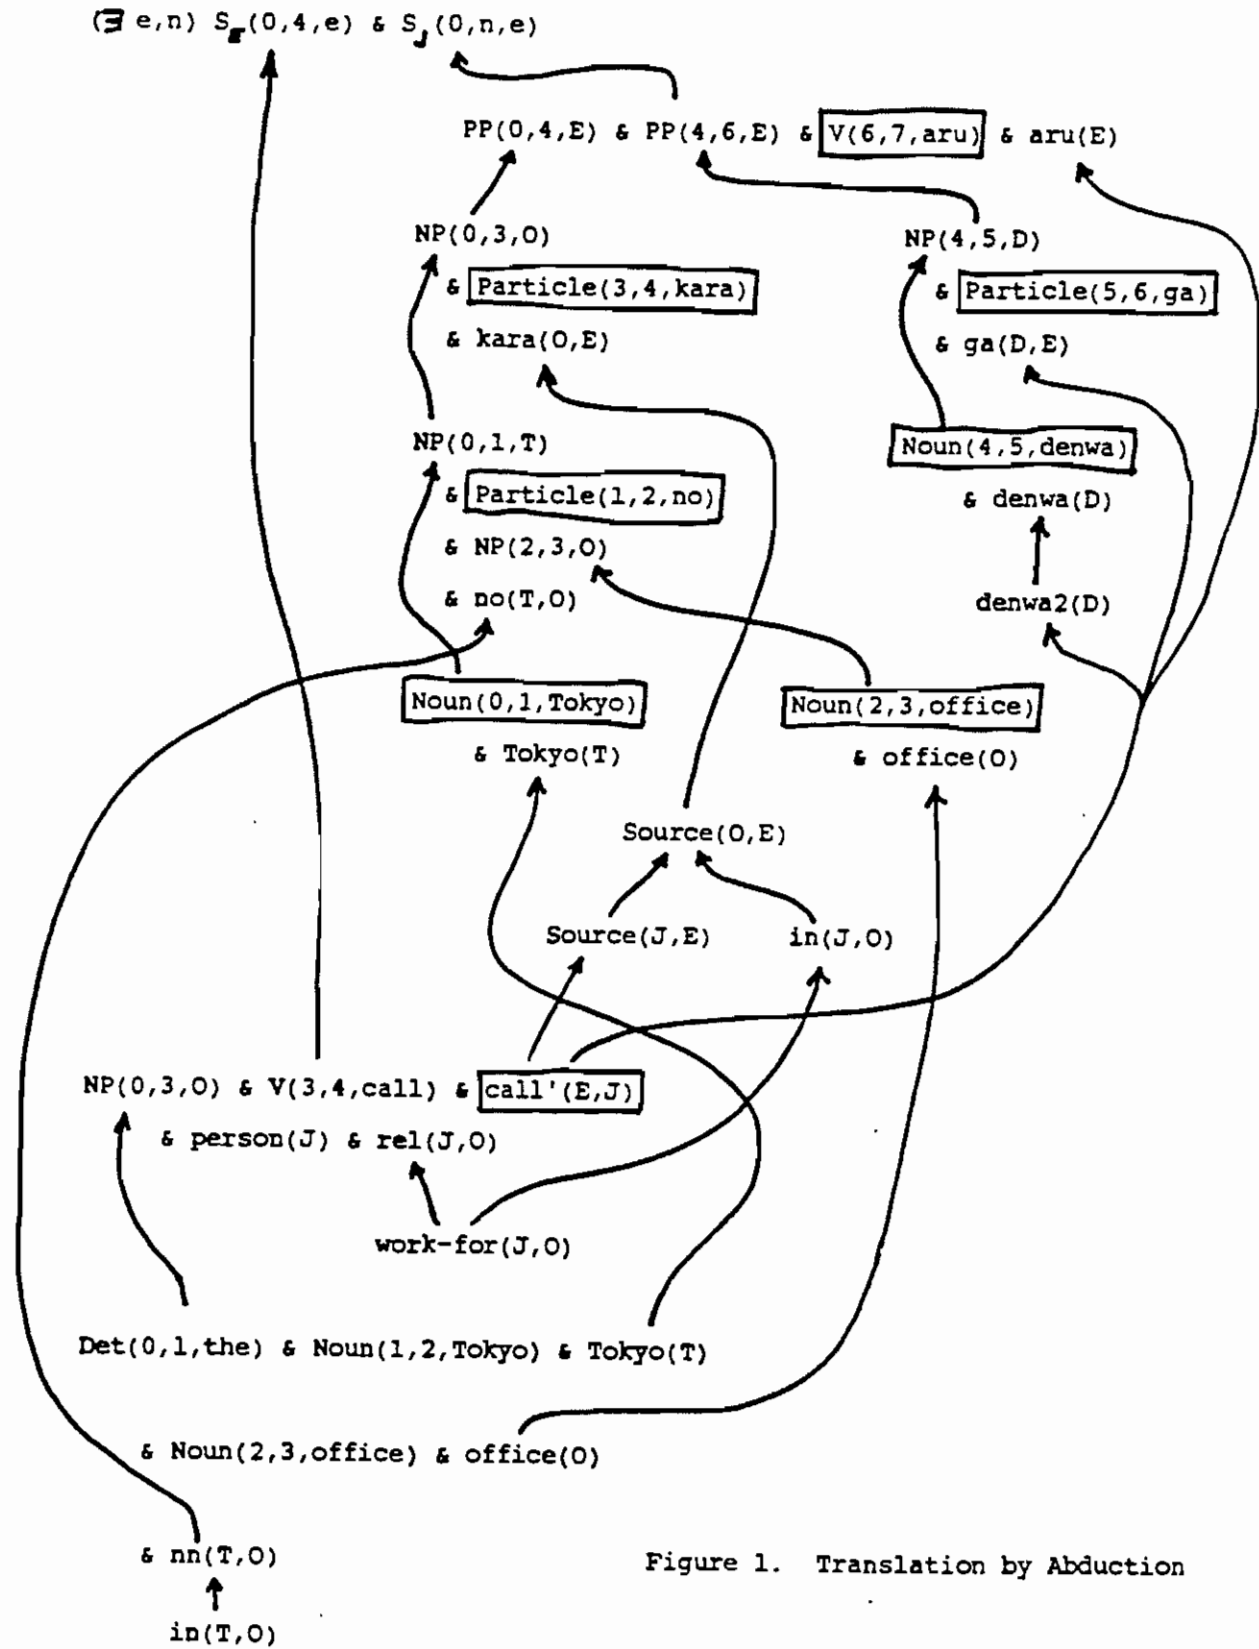 (∃ e,n) S_E(0,4,e) & S_J(0,n,e)
PP(0,4,E) & PP(4,6,E) & V(6,7,aru) & aru(E)
NP(0,3,O)
& Particle(3,4,kara)
& kara(O,E)
NP(4,5,D)
& Particle(5,6,ga)
& ga(D,E)
NP(0,1,T)
& Particle(1,2,no)
& NP(2,3,O)
& no(T,O)
Noun(4,5,denwa)
& denwa(D)
denwa2(D)
Noun(0,1,Tokyo)
& Tokyo(T)
Noun(2,3,office)
& office(O)
Source(O,E)
Source(J,E)
in(J,O)
NP(0,3,O) & V(3,4,call) & call'(E,J)
& person(J) & rel(J,O)
work-for(J,O)
Det(0,1,the) & Noun(1,2,Tokyo) & Tokyo(T)
& Noun(2,3,office) & office(O)
& nn(T,O)
in(T,O)
Figure 1. Translation by Abduction